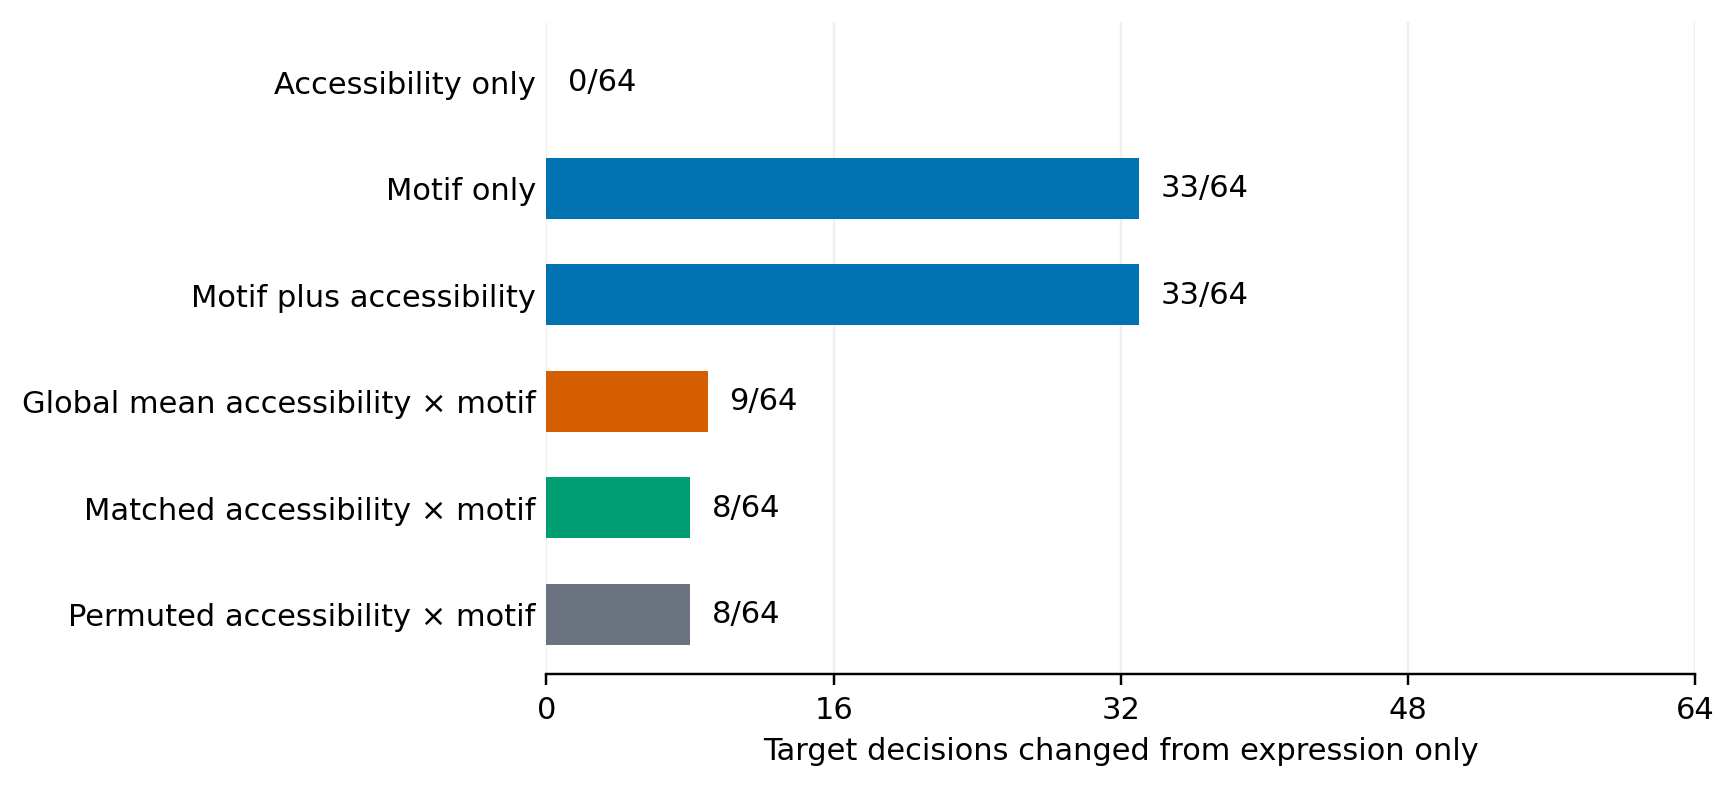 Accessibility only 0/64
Motif only 33/64
Motif plus accessibility 33/64
Global mean accessibility × motif 9/64
Matched accessibility × motif 8/64
Permuted accessibility × motif 8/64
0 16 32 48 64
Target decisions changed from expression only